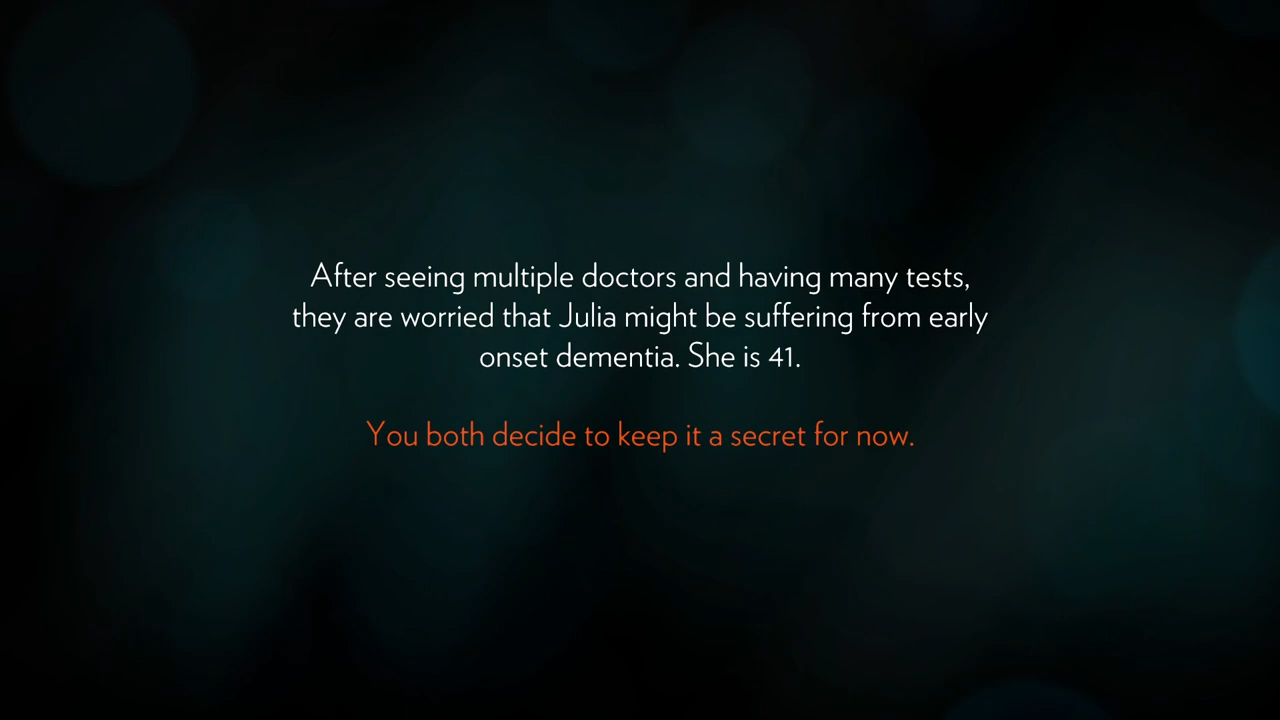 After seeing multiple doctors and having many tests,
they are worried that Julia might be suffering from early
onset dementia. She is 41.
You both decide to keep it a secret for now.